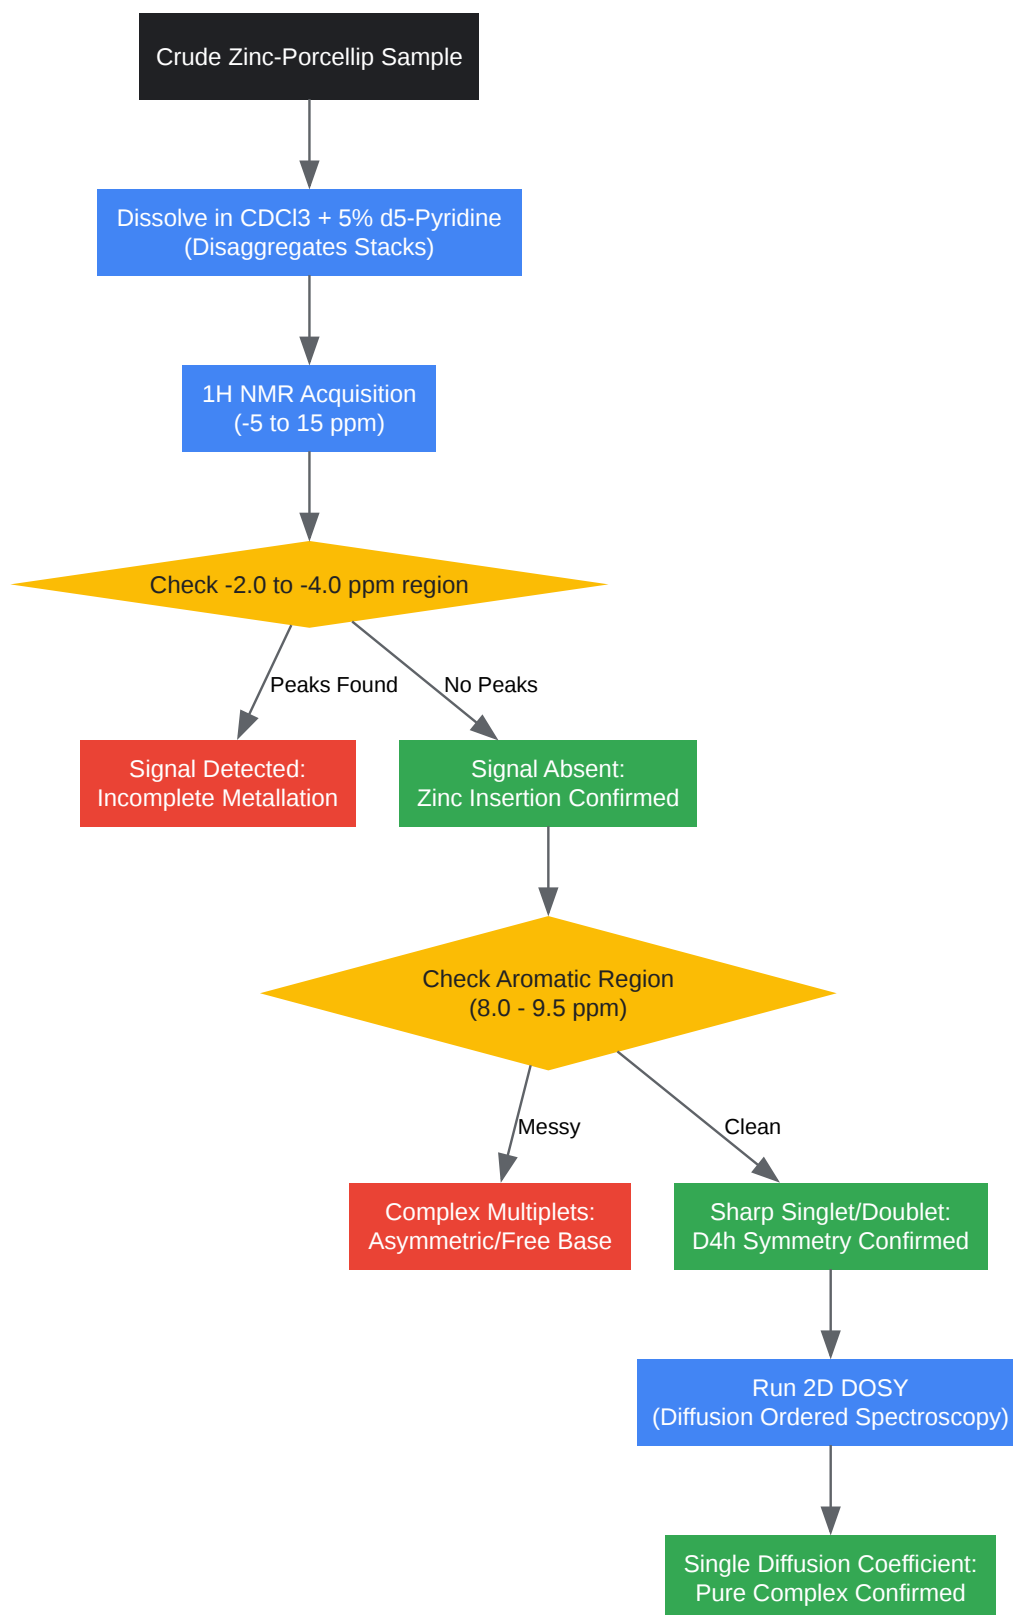 Crude Zinc-Porcellip Sample
Dissolve in CDCl3 + 5% d5-Pyridine
(Disaggregates Stacks)
1H NMR Acquisition
(-5 to 15 ppm)
Check -2.0 to -4.0 ppm region
Peaks Found
No Peaks
Signal Detected:
Incomplete Metallation
Signal Absent:
Zinc Insertion Confirmed
Check Aromatic Region
(8.0 - 9.5 ppm)
Messy
Clean
Complex Multiplets:
Asymmetric/Free Base
Sharp Singlet/Doublet:
D4h Symmetry Confirmed
Run 2D DOSY
(Diffusion Ordered Spectroscopy)
Single Diffusion Coefficient:
Pure Complex Confirmed